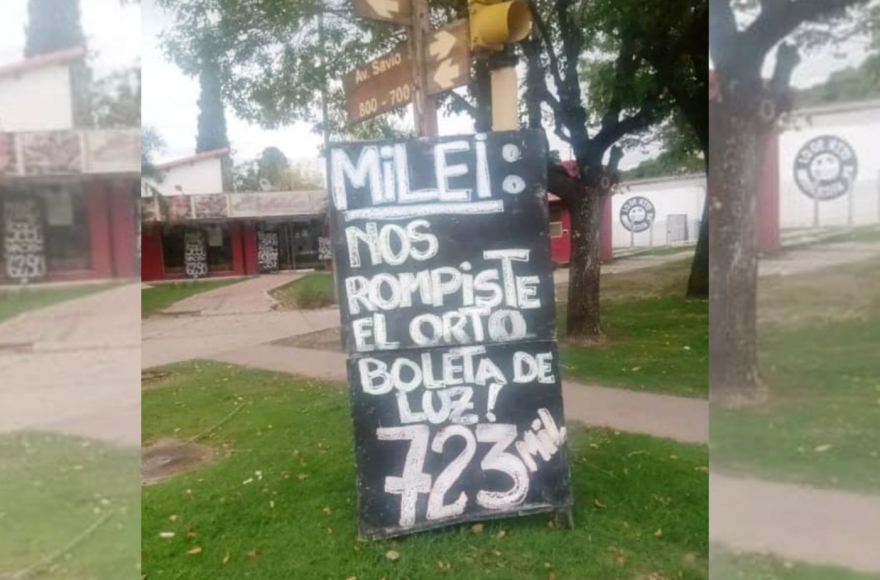 Av. Savio
800 - 700
MiLEi:
NOS
ROMPiSTE
EL ORTO
BOLETA DE
LUZ!
723 Mil